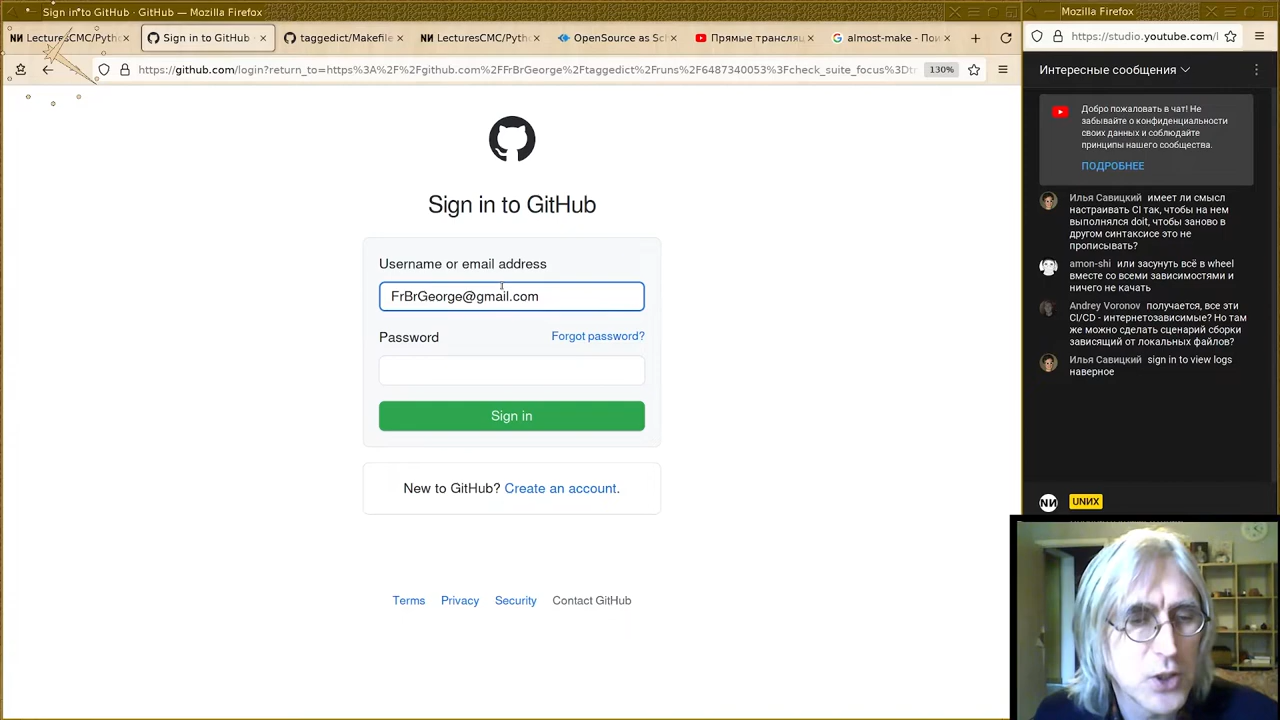 Sign in to GitHub · GitHub — Mozilla Firefox
LecturesCMC/Pytho
Sign in to GitHub · 
taggedict/Makefile
LecturesCMC/Pytho
OpenSource as Sci
Прямые трансляц
almost-make - Пои
https://github.com/login?return_to=https%3A%2F%2Fgithub.com%2FFrBrGeorge%2Ftaggedict%2Fruns%2F6487340053%3Fcheck_suite_focus%3Dtr
130%
Sign in to GitHub
Username or email address
FrBrGeorge@gmail.com
Password
Forgot password?
Sign in
New to GitHub? Create an account.
Terms
Privacy
Security
Contact GitHub
Mozilla Firefox
https://studio.youtube.com/l
Интересные сообщения
Добро пожаловать в чат! Не
забывайте о конфиденциальности
своих данных и соблюдайте
принципы нашего сообщества.
ПОДРОБНЕЕ
Илья Савицкий имеет ли смысл
настраивать CI так, чтобы на нем
выполнялся doit, чтобы заново в
другом синтаксисе это не
прописывать?
amon-shi или засунуть всё в wheel
вместе со всеми зависимостями и
ничего не качать
Andrey Voronov получается, все эти
CI/CD - интернетозависимые? Но там
же можно сделать сценарий сборки
зависящий от локальных файлов?
Илья Савицкий sign in to view logs
наверное
UNИX